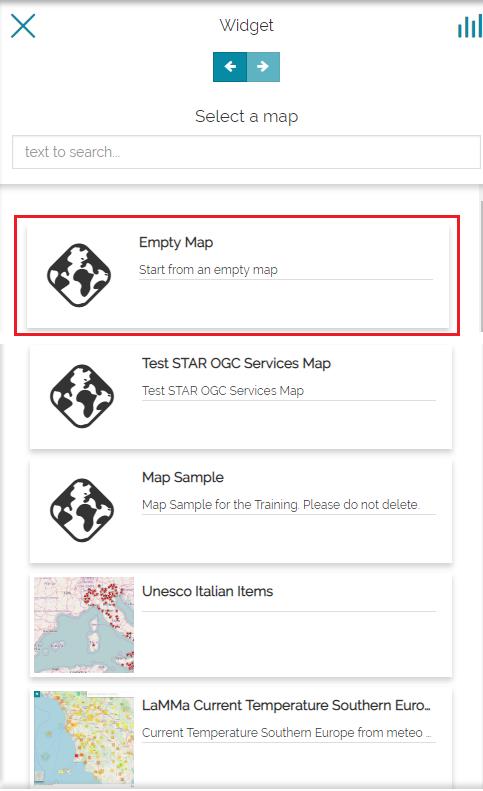 Widget
Select a map
text to search...
Empty Map
Start from an empty map
Test STAR OGC Services Map
Test STAR OGC Services Map
Map Sample
Map Sample for the Training. Please do not delete.
Unesco Italian Items
LaMMa Current Temperature Southern Euro...
Current Temperature Southern Europe from meteo ...